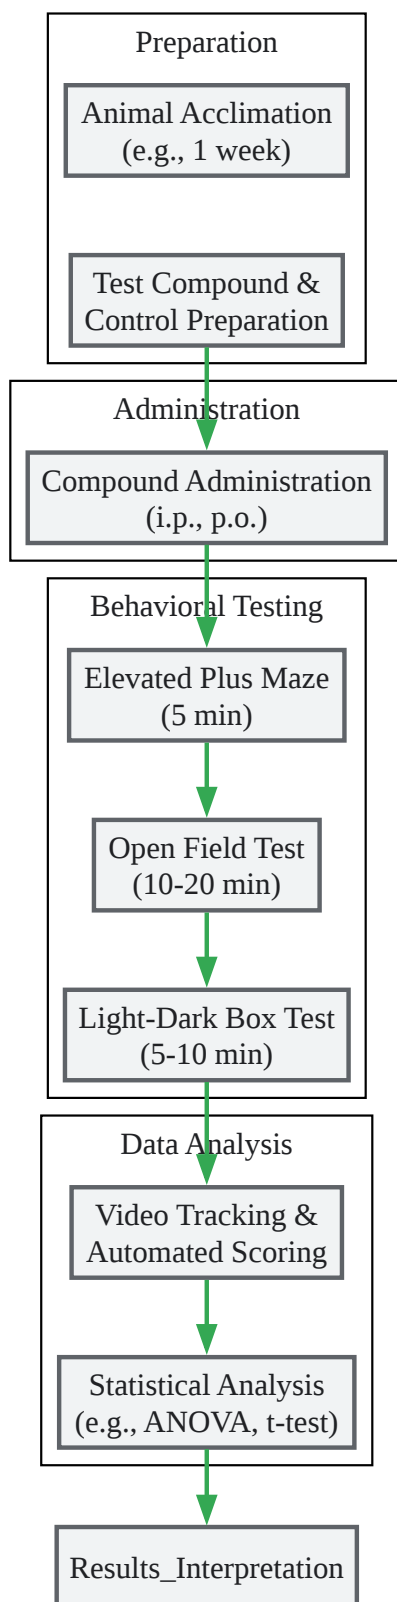 Preparation
Animal Acclimation
(e.g., 1 week)
Test Compound &
Control Preparation
Administration
Compound Administration
(i.p., p.o.)
Behavioral Testing
Elevated Plus Maze
(5 min)
Open Field Test
(10-20 min)
Light-Dark Box Test
(5-10 min)
Data Analysis
Video Tracking &
Automated Scoring
Statistical Analysis
(e.g., ANOVA, t-test)
Results_Interpretation